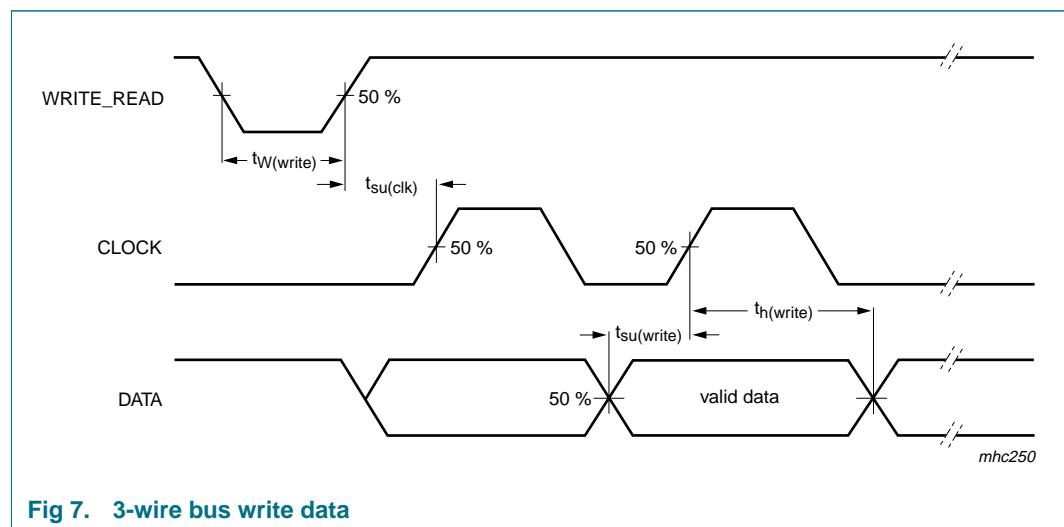 WRITE_READ
50 %
tW(write)
tsu(clk)
CLOCK
50 %
50 %
th(write)
tsu(write)
DATA
50 %
valid data
mhc250
Fig 7. 3-wire bus write data